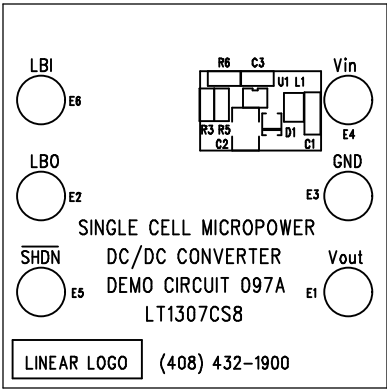 LBI
R6 C3
Vin
U1 L1
E6
R3 R5
D1
E4
C2
C1
LBO
GND
E2
E3
SINGLE CELL MICROPOWER
SHDN
DC/DC CONVERTER
Vout
DEMO CIRCUIT 097A
E5
E1
LT1307CS8
LINEAR LOGO
(408) 432-1900